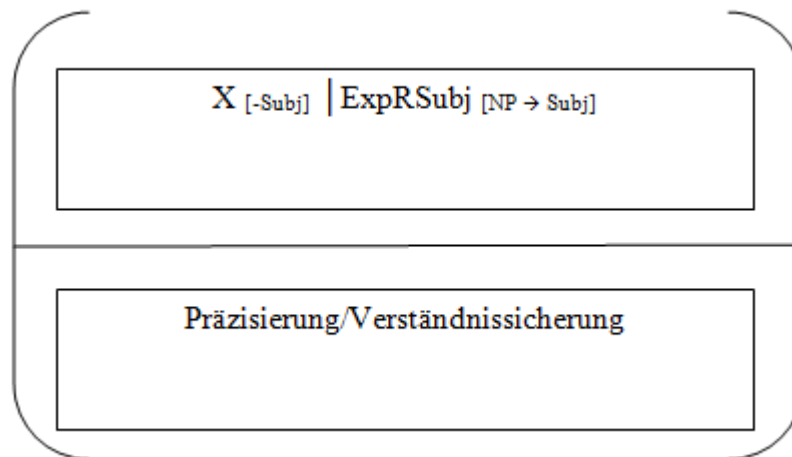 X [-Subj] | ExpRSubj [NP → Subj]
Präzisierung/Verständnissicherung